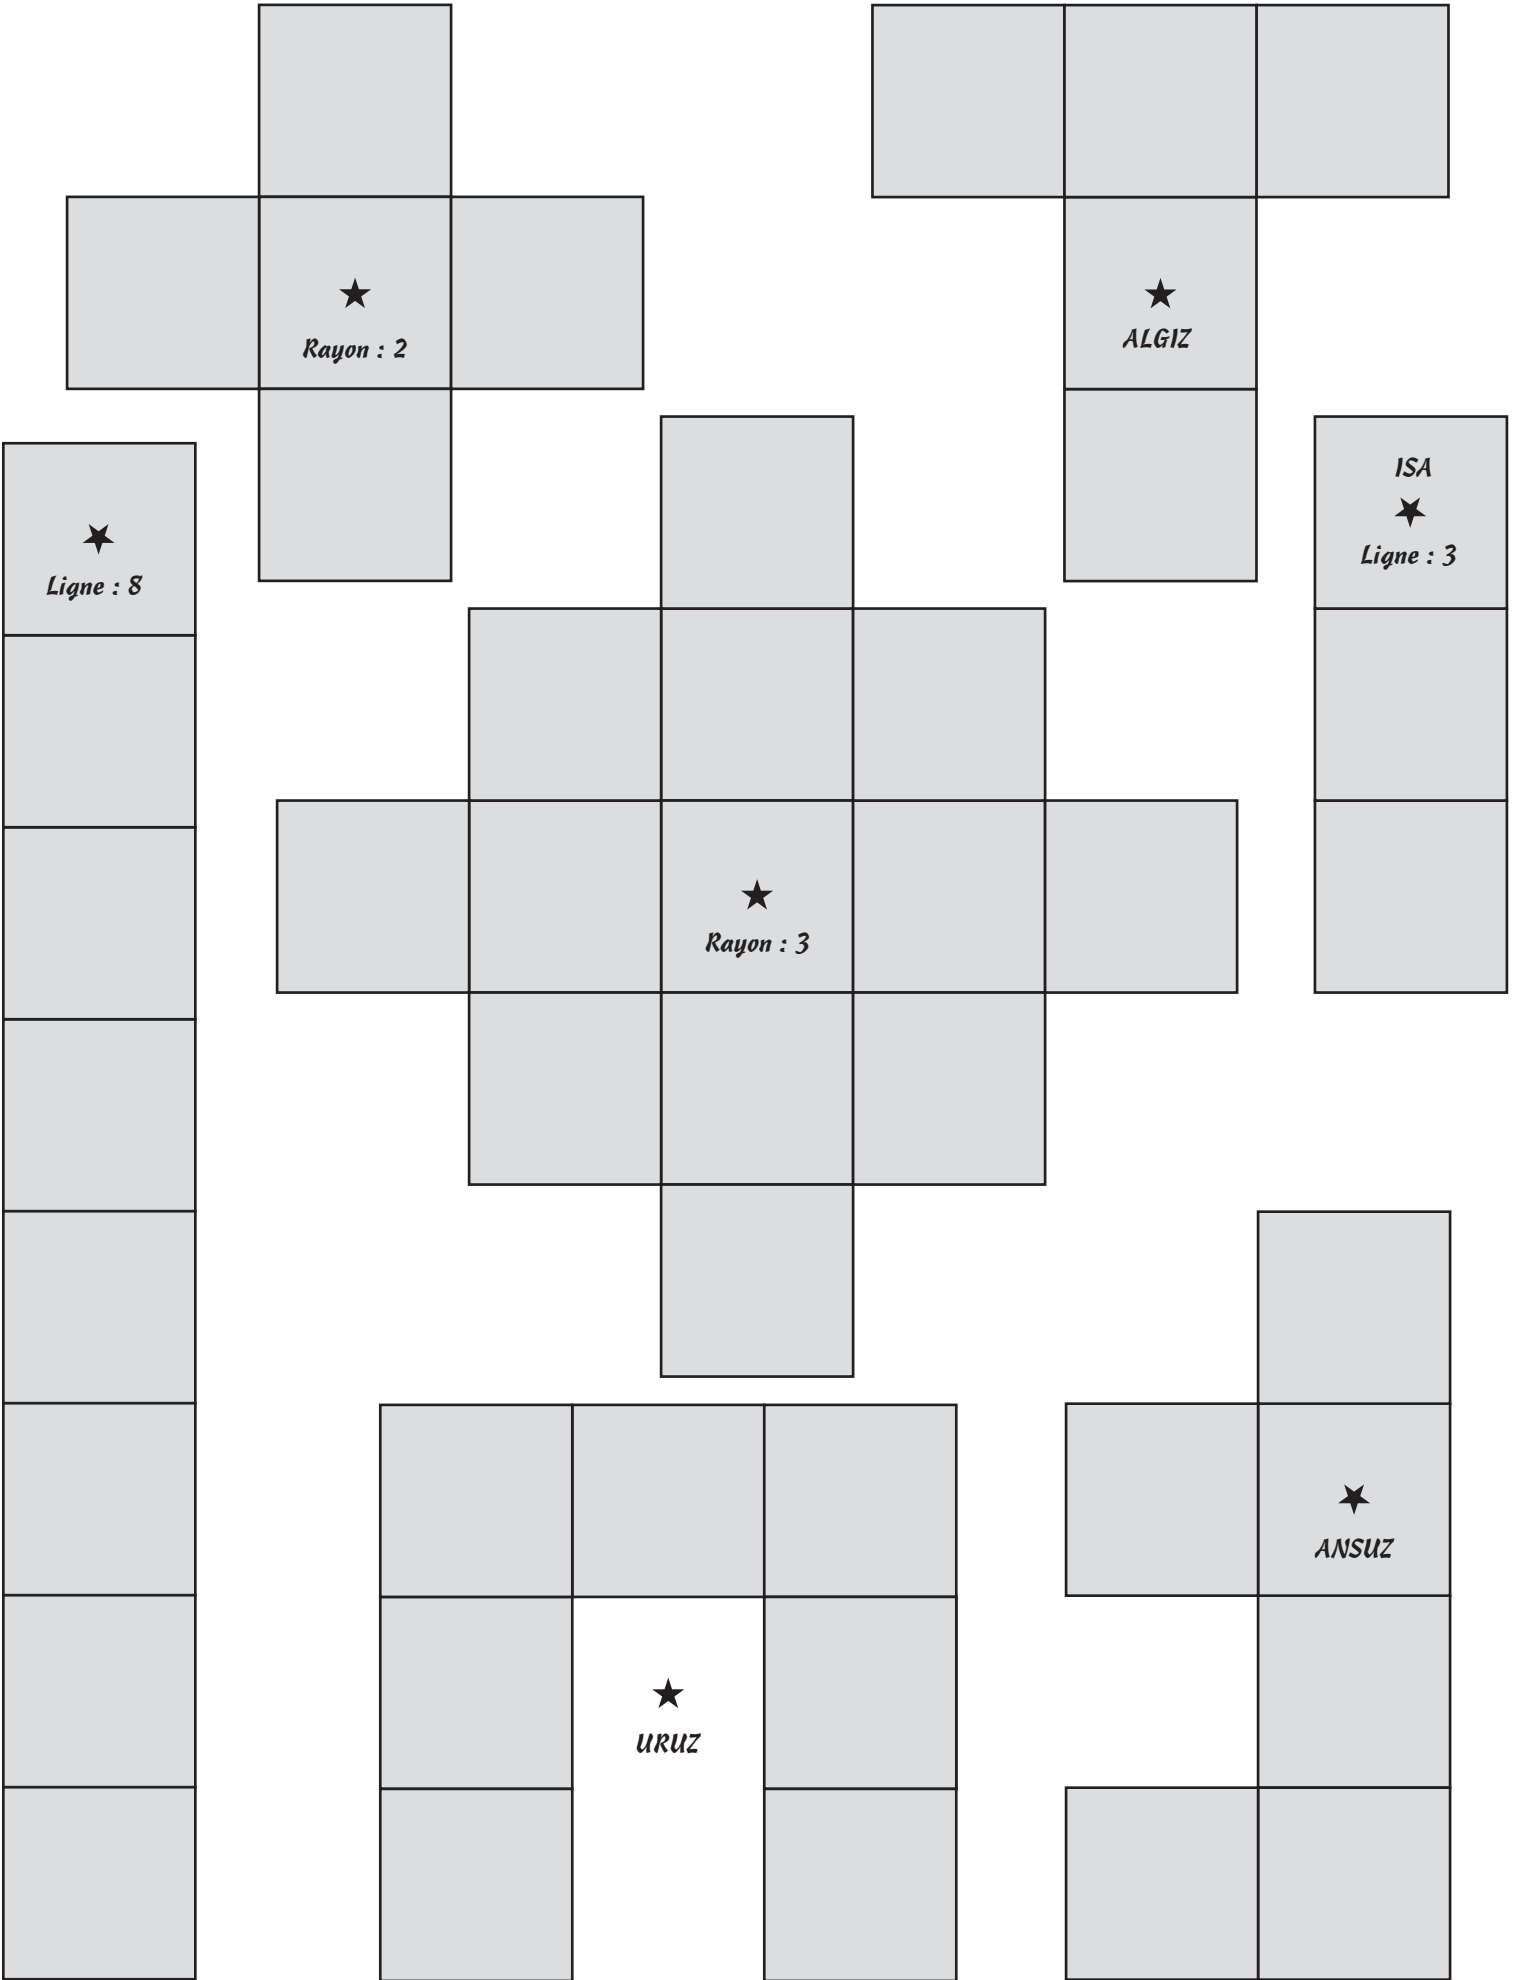 Rayon : 2
ALGIZ
ISA
Ligne : 3
Ligne : 8
Rayon : 3
ANSUZ
URUZ